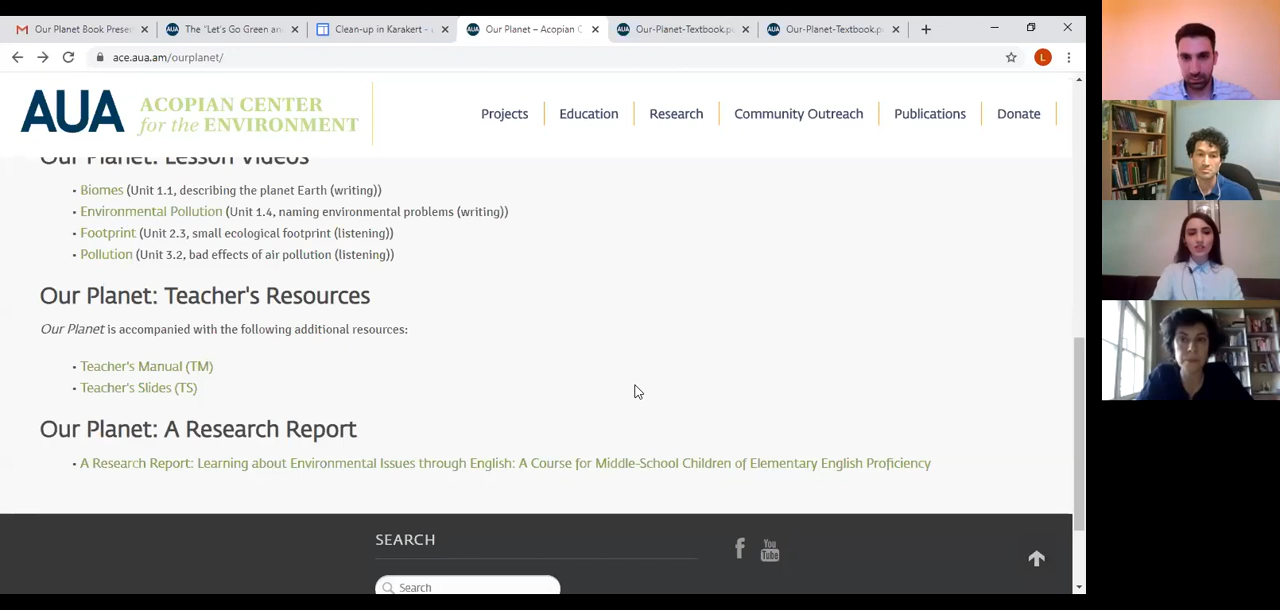 Our Planet Book Prese
The "Let's Go Green an
Clean-up in Karakert -
Our Planet – Acopian C
Our-Planet-Textbook.p
Our-Planet-Textbook.p
ace.aua.am/ourplanet/
L
AUA ACOPIAN CENTER
for the ENVIRONMENT
Projects
Education
Research
Community Outreach
Publications
Donate
Our Planet: Lesson Videos
• Biomes (Unit 1.1, describing the planet Earth (writing))
• Environmental Pollution (Unit 1.4, naming environmental problems (writing))
• Footprint (Unit 2.3, small ecological footprint (listening))
• Pollution (Unit 3.2, bad effects of air pollution (listening))
Our Planet: Teacher's Resources
Our Planet is accompanied with the following additional resources:
• Teacher's Manual (TM)
• Teacher's Slides (TS)
Our Planet: A Research Report
• A Research Report: Learning about Environmental Issues through English: A Course for Middle-School Children of Elementary English Proficiency
SEARCH
Search
f
You Tube